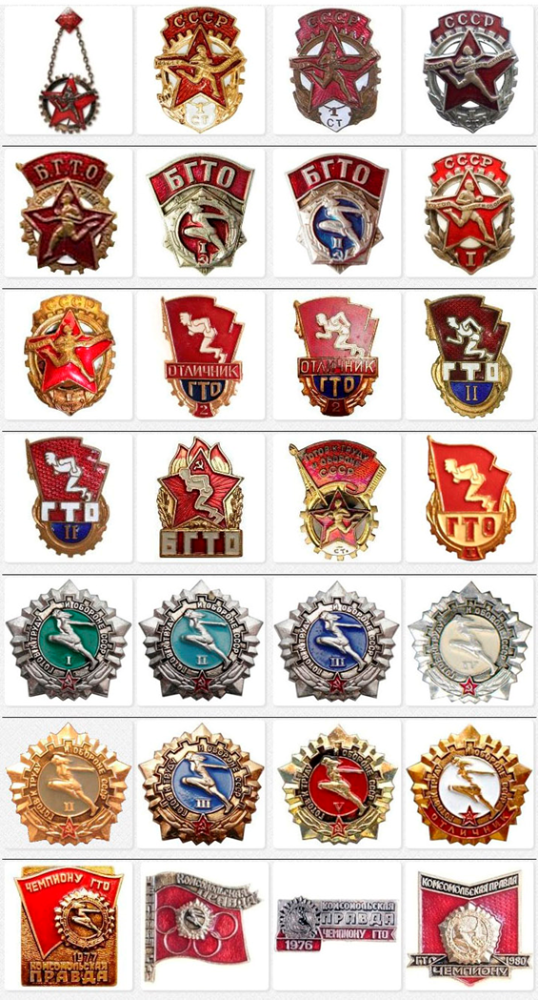 СССР
1
СТ
СССР
1
СТ
СССР
Б.Г.Т.О
БГТО
I
БГТО
II
СССР
I
СССР
ОТЛИЧНИК
ГТО
2
ОТЛИЧНИК
ГТО
2
ГТО
II
ГТО
II
БГТО
ГОТОВ К ТРУДУ
И ОБОРОНЕ
СССР
СТ.
ГТО
ГОТОВ К ТРУДУ И ОБОРОНЕ СССР
I
ГОТОВ К ТРУДУ И ОБОРОНЕ СССР
II
ГОТОВ К ТРУДУ И ОБОРОНЕ СССР
III
ГОТОВ К ТРУДУ И ОБОРОНЕ СССР
IV
ГОТОВ К ТРУДУ И ОБОРОНЕ СССР
II
ГОТОВ К ТРУДУ И ОБОРОНЕ СССР
III
ГОТОВ К ТРУДУ И ОБОРОНЕ СССР
V
ГОТОВ К ТРУДУ И ОБОРОНЕ СССР
ОТЛИЧНИК
ЧЕМПИОНУ ГТО
1977
КОМСОМОЛЬСКАЯ
ПРАВДА
КОМСОМОЛЬСКАЯ
ПРАВДА
КОМСОМОЛЬСКАЯ
ПРАВДА
ЧЕМПИОНУ ГТО
1976
КОМСОМОЛЬСКАЯ ПРАВДА
ГТО 1980
ЧЕМПИОНУ